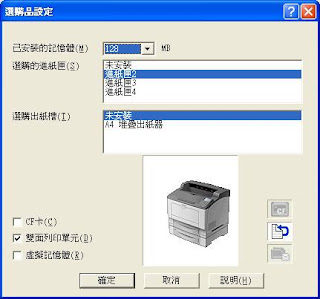 選購品設定
已安裝的記憶體(M)
128
MB
選購的進紙匣(S)
未安裝
進紙匣2
進紙匣3
進紙匣4
選購出紙槽(I)
未安裝
A4 堆疊出紙器
CF卡(C)
雙面列印單元(D)
虛擬記憶體(R)
確定
取消
說明(H)